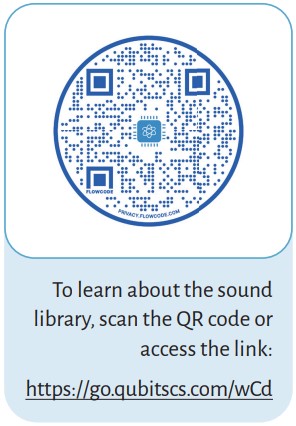 FLOWCODE
PRIVACY.FLOWCODE.COM
To learn about the sound
library, scan the QR code or
access the link:
https://go.qubitscs.com/wCd